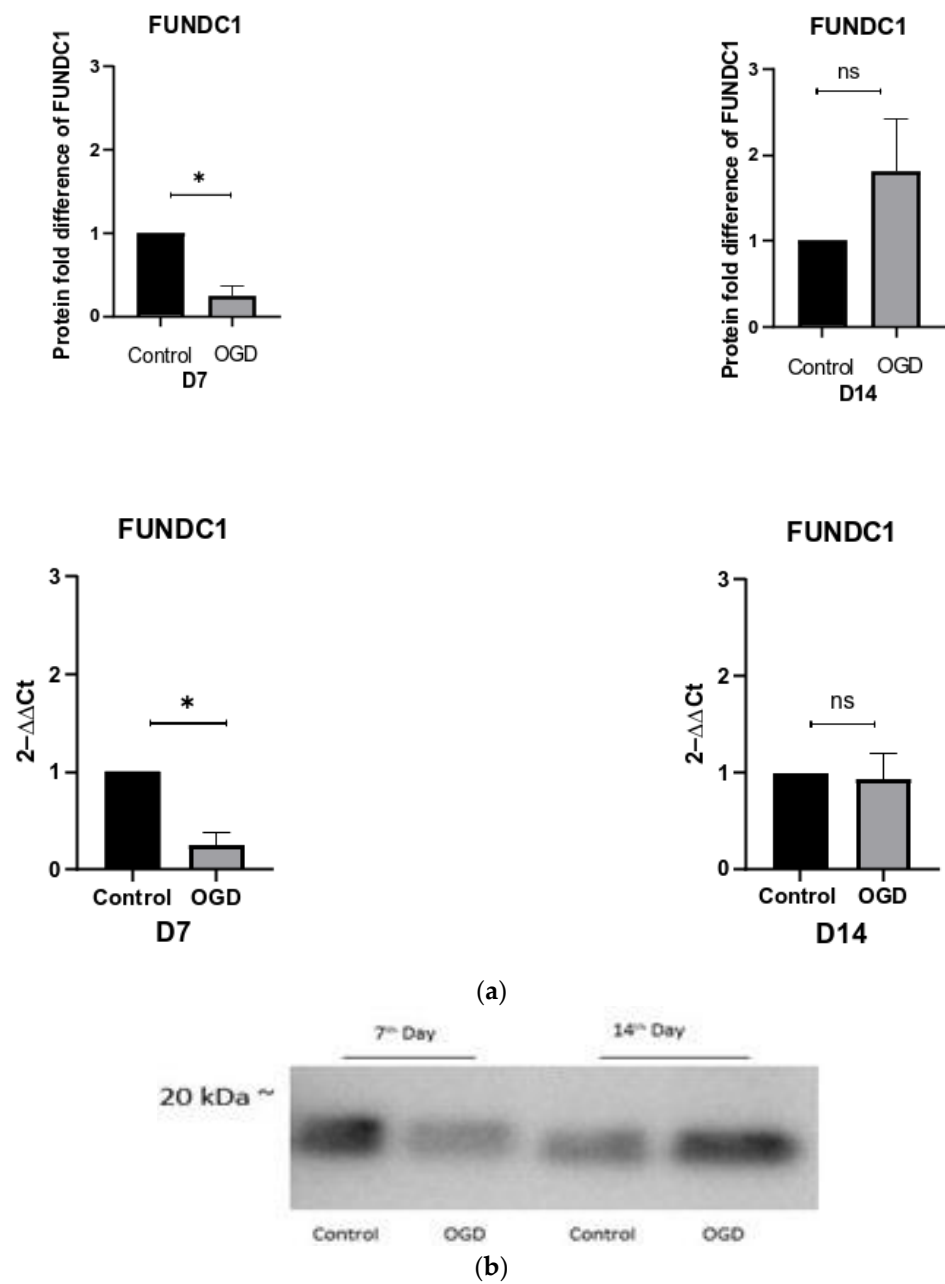 FUNDC1
Protein fold difference of FUNDC1
3
2
1
0
*
Control OGD
D7
FUNDC1
Protein fold difference of FUNDC1
3
2
1
0
ns
Control OGD
D14
FUNDC1
2−ΔΔCt
3
2
1
0
*
Control OGD
D7
FUNDC1
2−ΔΔCt
3
2
1
0
ns
Control OGD
D14
(a)
7th Day 14th Day
20 kDa ~
Control OGD Control OGD
(b)